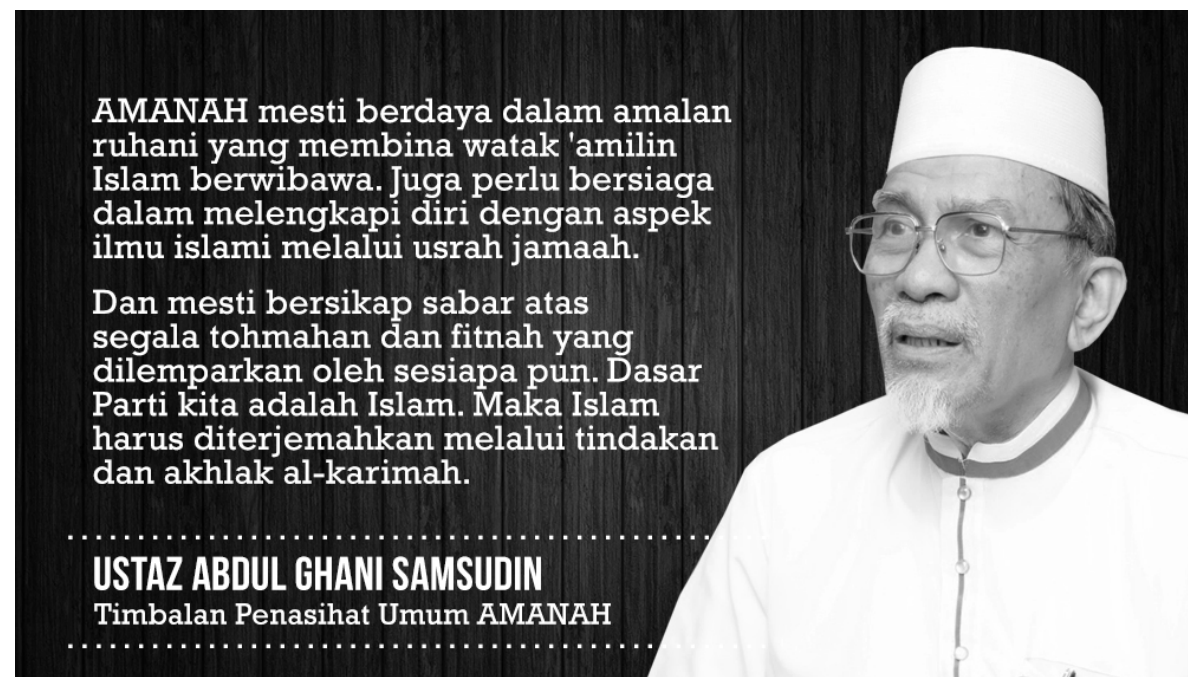 AMANAH mesti berdaya dalam amalan
ruhani yang membina watak 'amilin
Islam berwibawa. Juga perlu bersiaga
dalam melengkapi diri dengan aspek
ilmu islami melalui usrah jamaah.
Dan mesti bersikap sabar atas
segala tohmahan dan fitnah yang
dilemparkan oleh sesiapa pun. Dasar
Parti kita adalah Islam. Maka Islam
harus diterjemahkan melalui tindakan
dan akhlak al-karimah.
USTAZ ABDUL GHANI SAMSUDIN
Timbalan Penasihat Umum AMANAH